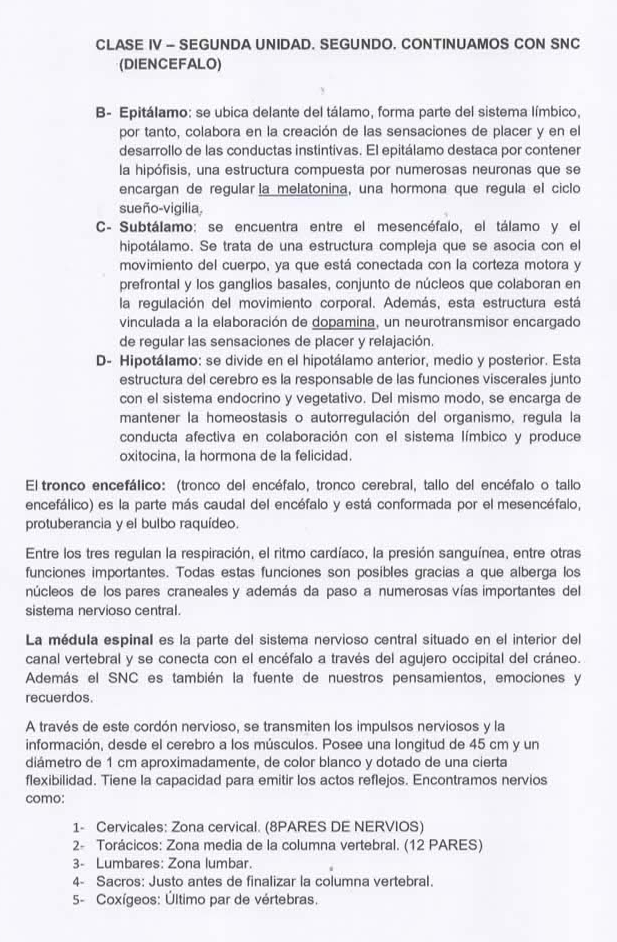 CLASE IV – SEGUNDA UNIDAD. SEGUNDO. CONTINUAMOS CON SNC
(DIENCEFALO)
B- Epitálamo: se ubica delante del tálamo, forma parte del sistema límbico,
por tanto, colabora en la creación de las sensaciones de placer y en el
desarrollo de las conductas instintivas. El epitálamo destaca por contener
la hipófisis, una estructura compuesta por numerosas neuronas que se
encargan de regular la melatonina, una hormona que regula el ciclo
sueño-vigilia.
C- Subtálamo: se encuentra entre el mesencéfalo, el tálamo y el
hipotálamo. Se trata de una estructura compleja que se asocia con el
movimiento del cuerpo, ya que está conectada con la corteza motora y
prefrontal y los ganglios basales, conjunto de núcleos que colaboran en
la regulación del movimiento corporal. Además, esta estructura está
vinculada a la elaboración de dopamina, un neurotransmisor encargado
de regular las sensaciones de placer y relajación.
D- Hipotálamo: se divide en el hipotálamo anterior, medio y posterior. Esta
estructura del cerebro es la responsable de las funciones viscerales junto
con el sistema endocrino y vegetativo. Del mismo modo, se encarga de
mantener la homeostasis o autorregulación del organismo, regula la
conducta afectiva en colaboración con el sistema límbico y produce
oxitocina, la hormona de la felicidad.
El tronco encefálico: (tronco del encéfalo, tronco cerebral, tallo del encéfalo o tallo
encefálico) es la parte más caudal del encéfalo y está conformada por el mesencéfalo,
protuberancia y el bulbo raquídeo.
Entre los tres regulan la respiración, el ritmo cardíaco, la presión sanguínea, entre otras
funciones importantes. Todas estas funciones son posibles gracias a que alberga los
núcleos de los pares craneales y además da paso a numerosas vías importantes del
sistema nervioso central.
La médula espinal es la parte del sistema nervioso central situado en el interior del
canal vertebral y se conecta con el encéfalo a través del agujero occipital del cráneo.
Además el SNC es también la fuente de nuestros pensamientos, emociones y
recuerdos.
A través de este cordón nervioso, se transmiten los impulsos nerviosos y la
información, desde el cerebro a los músculos. Posee una longitud de 45 cm y un
diámetro de 1 cm aproximadamente, de color blanco y dotado de una cierta
flexibilidad. Tiene la capacidad para emitir los actos reflejos. Encontramos nervios
como:
1- Cervicales: Zona cervical. (8PARES DE NERVIOS)
2- Torácicos: Zona media de la columna vertebral. (12 PARES)
3- Lumbares: Zona lumbar.
4- Sacros: Justo antes de finalizar la columna vertebral.
5- Coxígeos: Último par de vértebras.